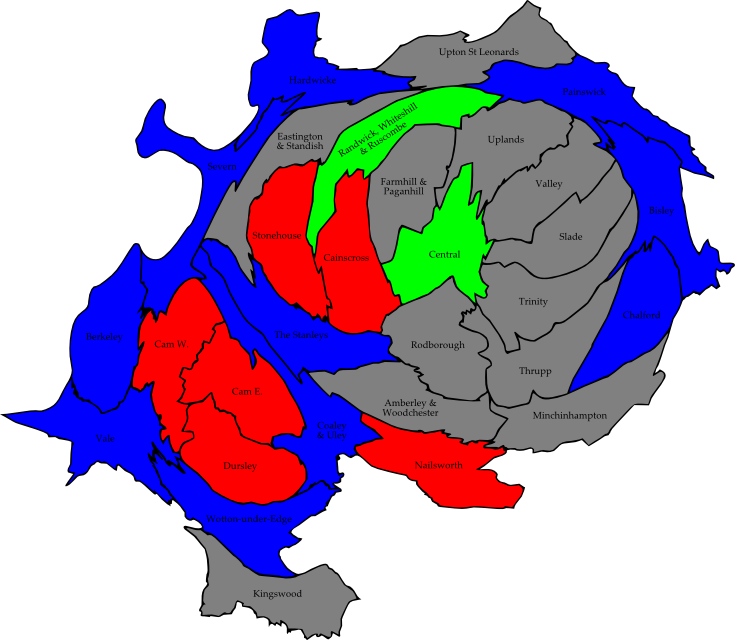 Upton St Leonards
Hardwicke
Painswick
Randwick, Whiteshill
& Ruscombe
Eastington
& Standish
Uplands
Severn
Farmhill &
Paganhill
Valley
Bisley
Stonehouse
Cainscross
Central
Slade
Trinity
Chalford
Berkeley
Cam W.
The Stanleys
Rodborough
Thrupp
Cam E.
Amberley &
Woodchester
Minchinhampton
Coaley
& Uley
Vale
Dursley
Nailsworth
Wotton-under-Edge
Kingswood